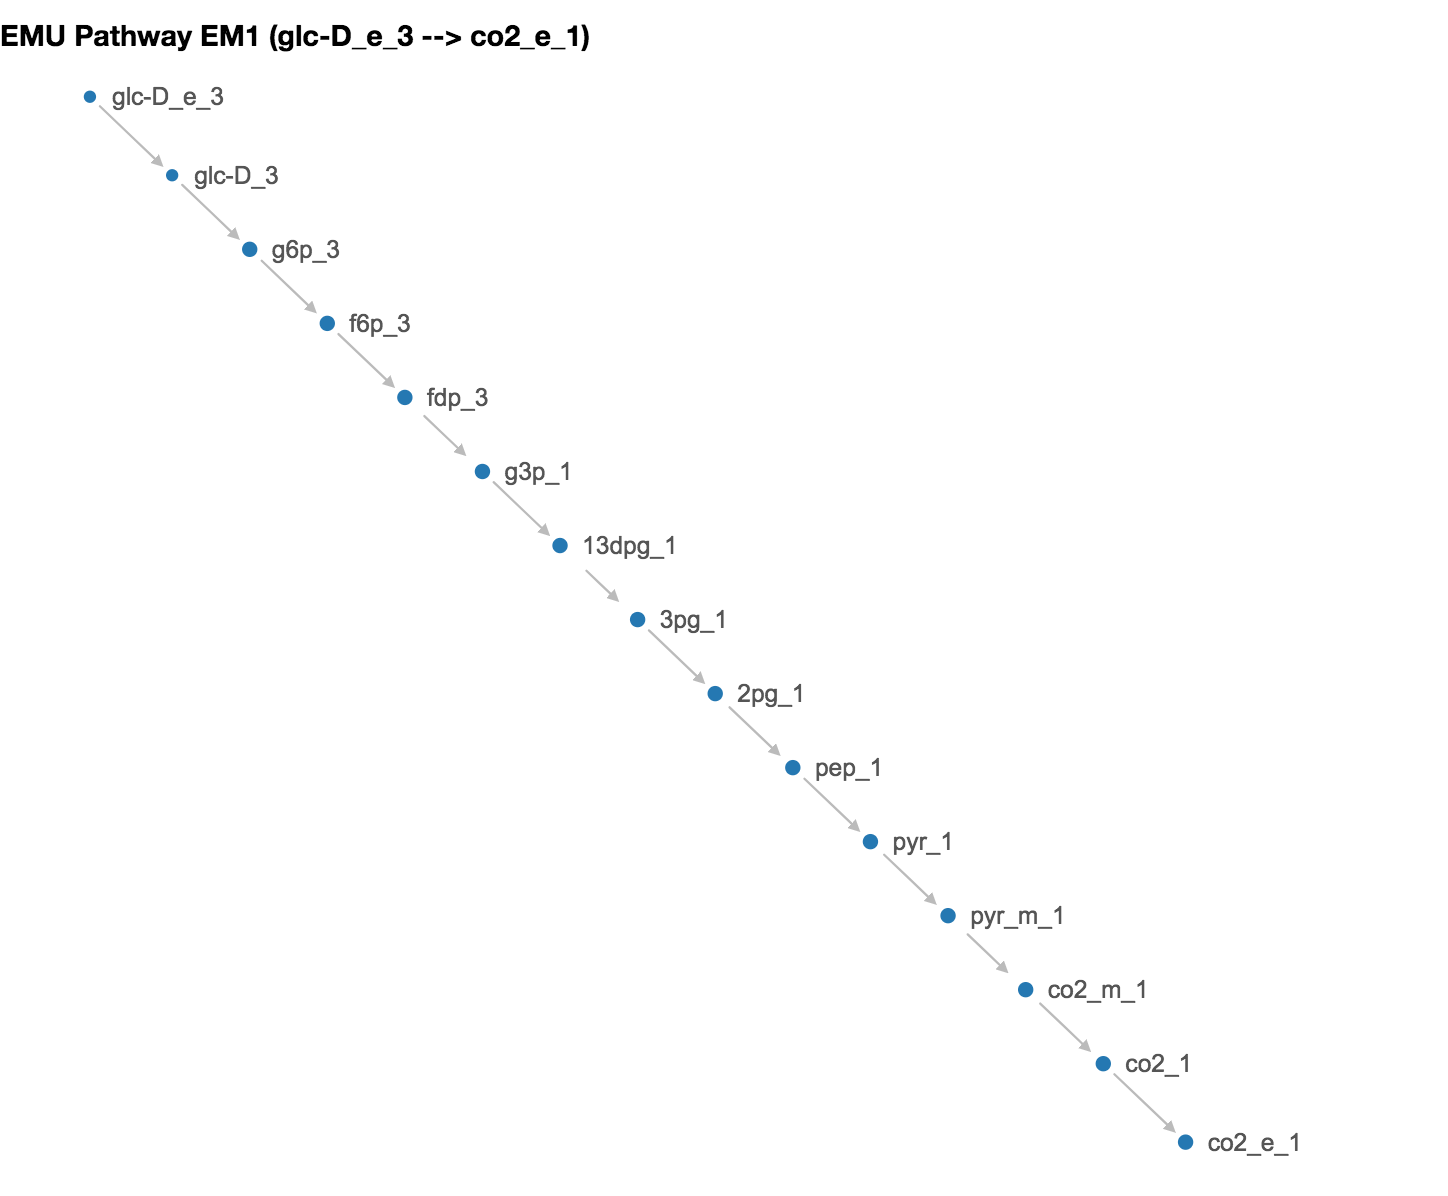 EMU Pathway EM1 (glc-D_e_3 --> co2_e_1)
glc-D_e_3
glc-D_3
g6p_3
f6p_3
fdp_3
g3p_1
13dpg_1
3pg_1
2pg_1
pep_1
pyr_1
pyr_m_1
co2_m_1
co2_1
co2_e_1